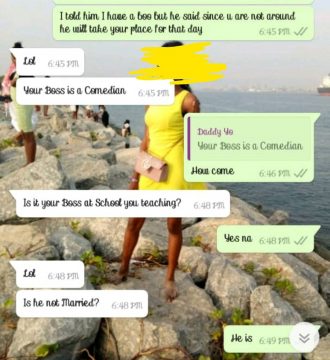 I told him I have a boo but he said since u are not around
he will take your place for that day
6:45 PM
Lol
6:45 PM
Your Boss is a Comedian 6:45 PM
Daddy Yo
Your Boss is a Comedian
How come
6:46 PM
Is it your Boss at School you teaching? 6:48 PM
Yes na 6:48 PM
Lol
6:48 PM
Is he not Married? 6:48 PM
He is 6:49 PM